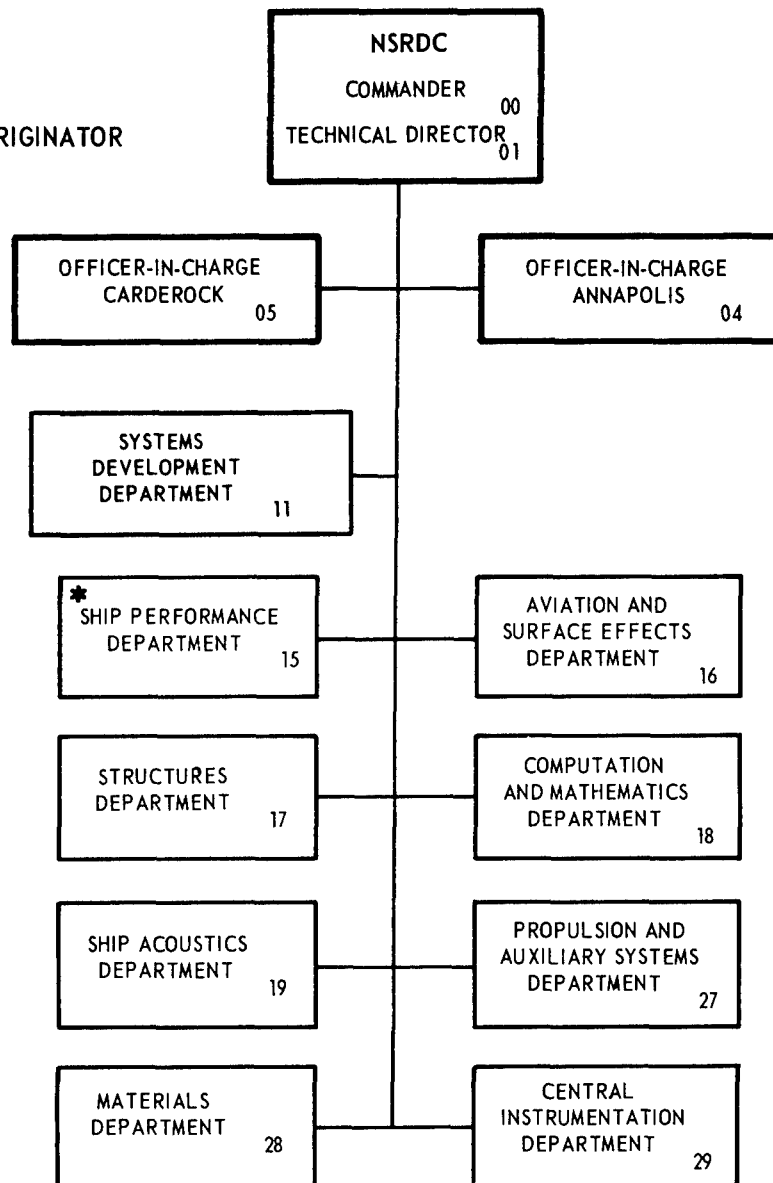 NSRDC
COMMANDER
00
TECHNICAL DIRECTOR
01
RIGINATOR
OFFICER-IN-CHARGE
CARDEROCK
05
OFFICER-IN-CHARGE
ANNAPOLIS
04
SYSTEMS
DEVELOPMENT
DEPARTMENT
11
*
SHIP PERFORMANCE
DEPARTMENT
15
AVIATION AND
SURFACE EFFECTS
DEPARTMENT
16
STRUCTURES
DEPARTMENT
17
COMPUTATION
AND MATHEMATICS
DEPARTMENT
18
SHIP ACOUSTICS
DEPARTMENT
19
PROPULSION AND
AUXILIARY SYSTEMS
DEPARTMENT
27
MATERIALS
DEPARTMENT
28
CENTRAL
INSTRUMENTATION
DEPARTMENT
29